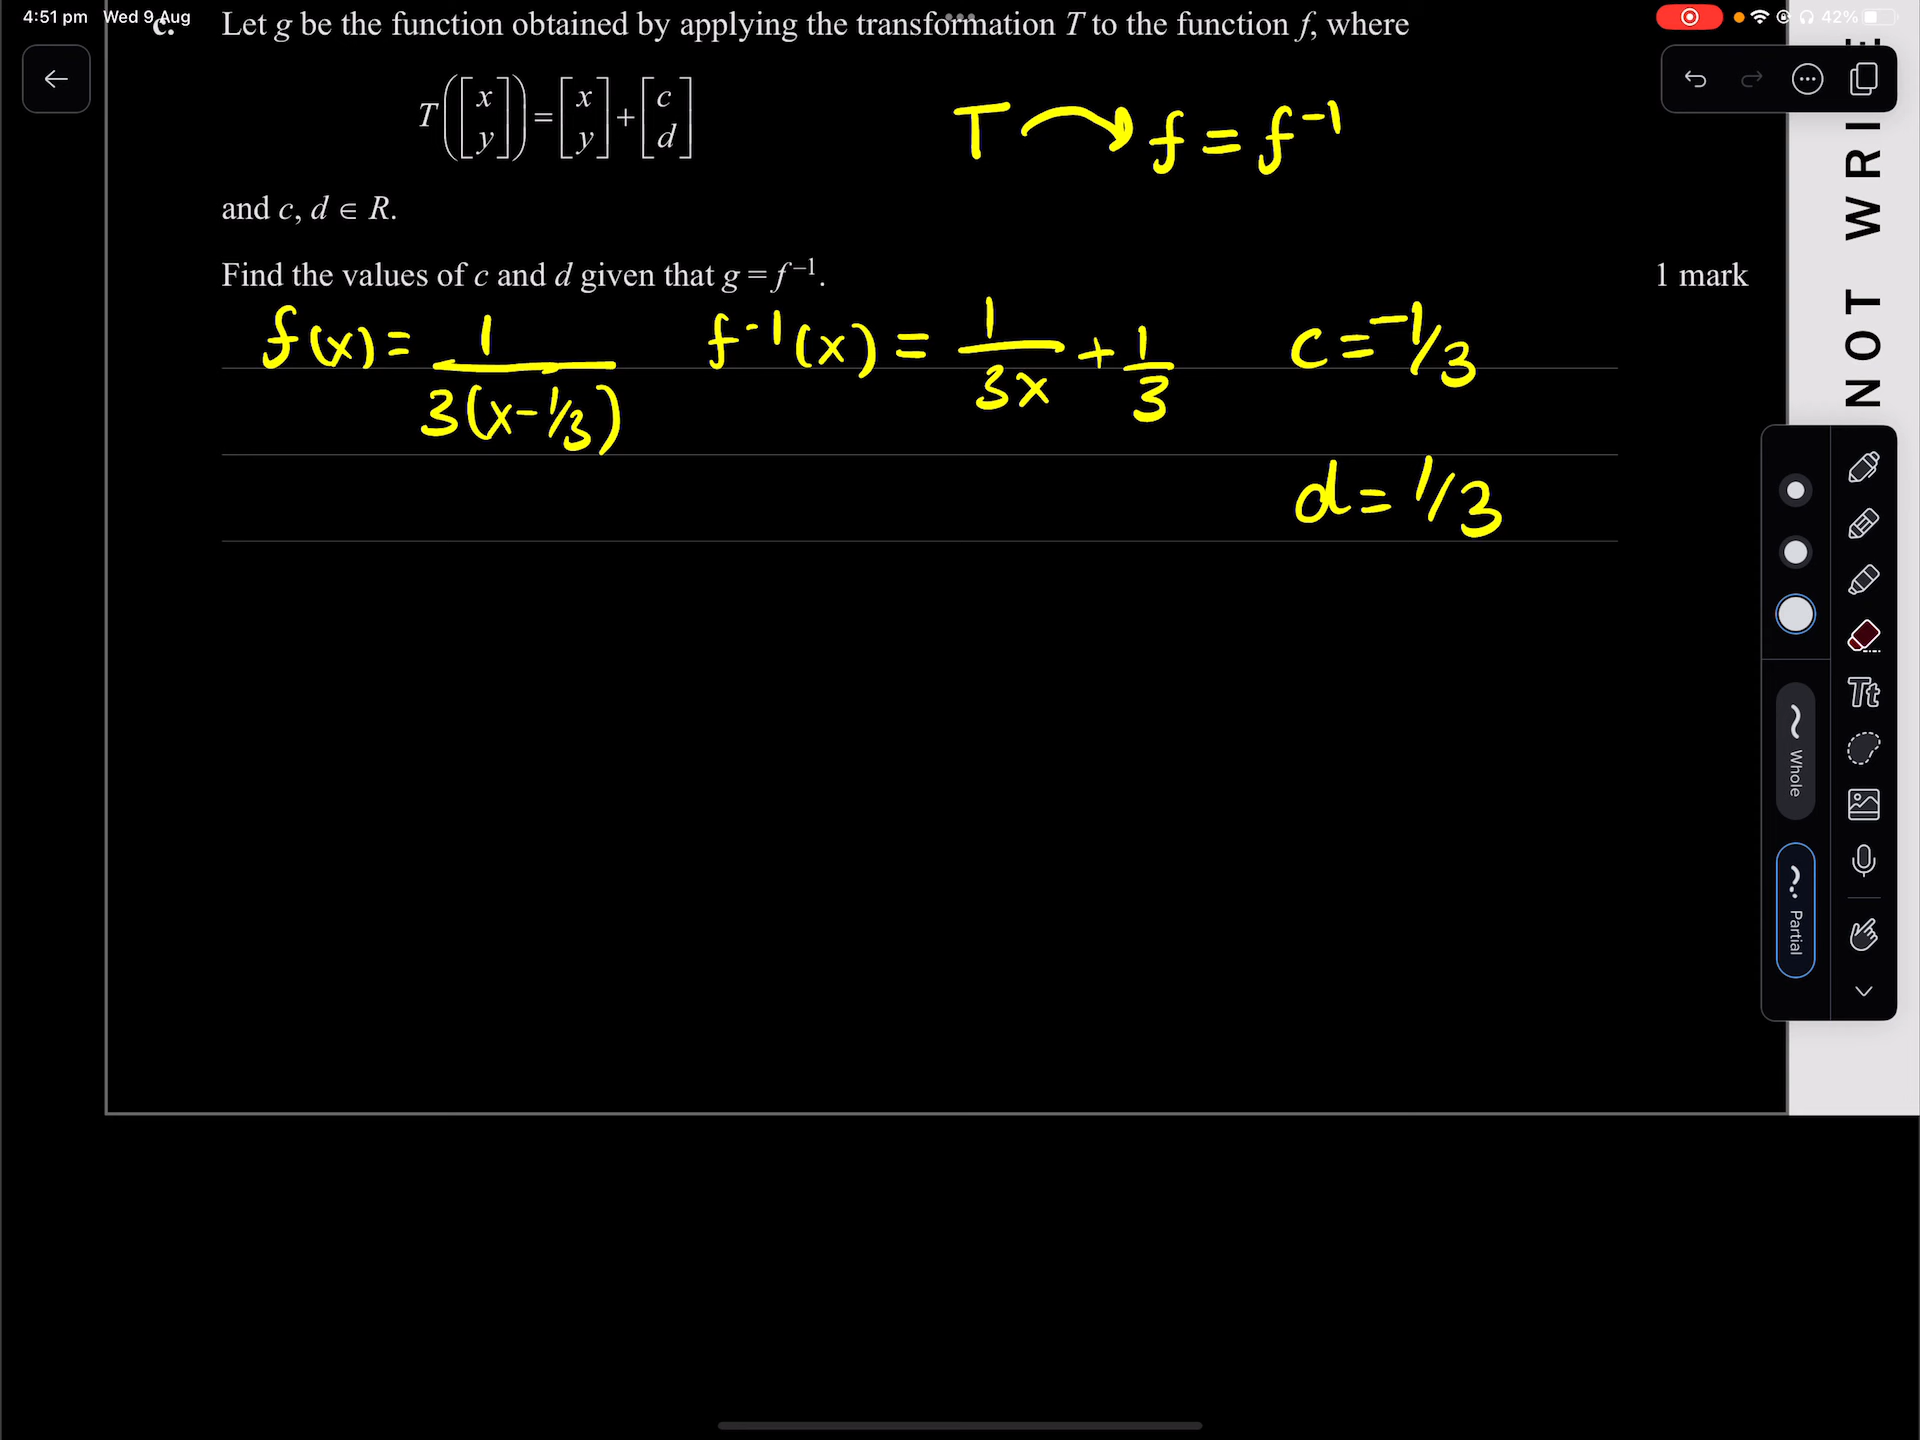 4:51 pm Wed 9 Aug
42%
c. Let g be the function obtained by applying the transformation T to the function f, where
T([x y]) = [x y] + [c d]
T → f = f⁻¹
and c, d ∈ R.
Find the values of c and d given that g = f⁻¹.
1 mark
f(x) = 1/3(x-1/3)
f⁻¹(x) = 1/3x + 1/3
c = -1/3
d = 1/3
NOT WRI
Tt
Whole
Partial